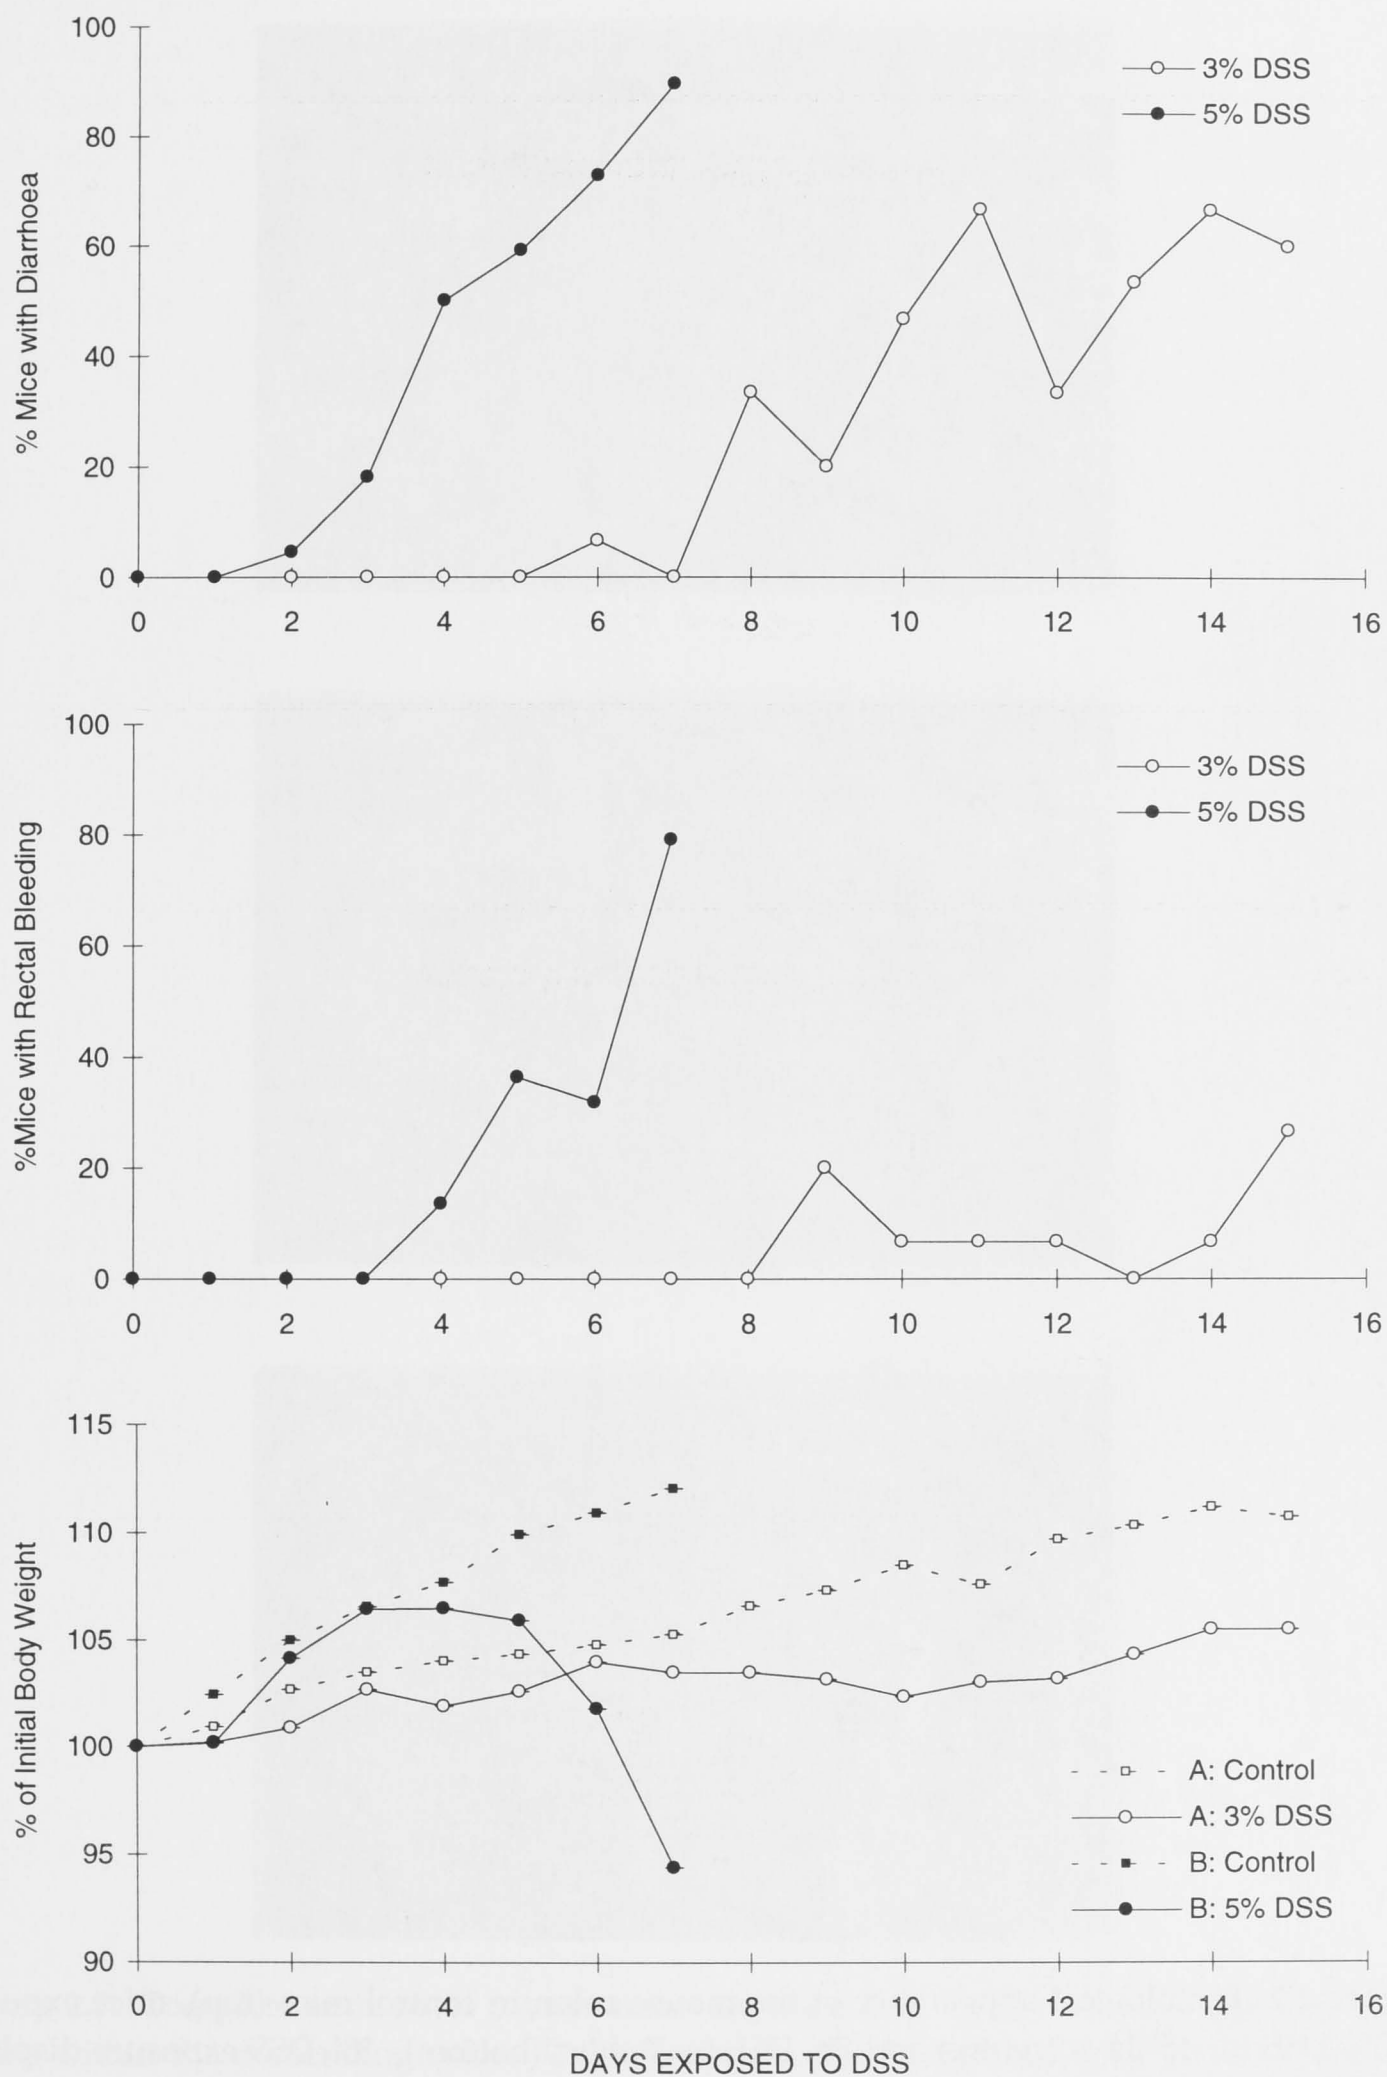 100
80
60
40
20
0
% Mice with Diarrhoea
3% DSS
5% DSS
0 2 4 6 8 10 12 14 16
100
80
60
40
20
0
%Mice with Rectal Bleeding
3% DSS
5% DSS
0 2 4 6 8 10 12 14 16
115
110
105
100
95
90
% of Initial Body Weight
A: Control
A: 3% DSS
B: Control
B: 5% DSS
0 2 4 6 8 10 12 14 16
DAYS EXPOSED TO DSS